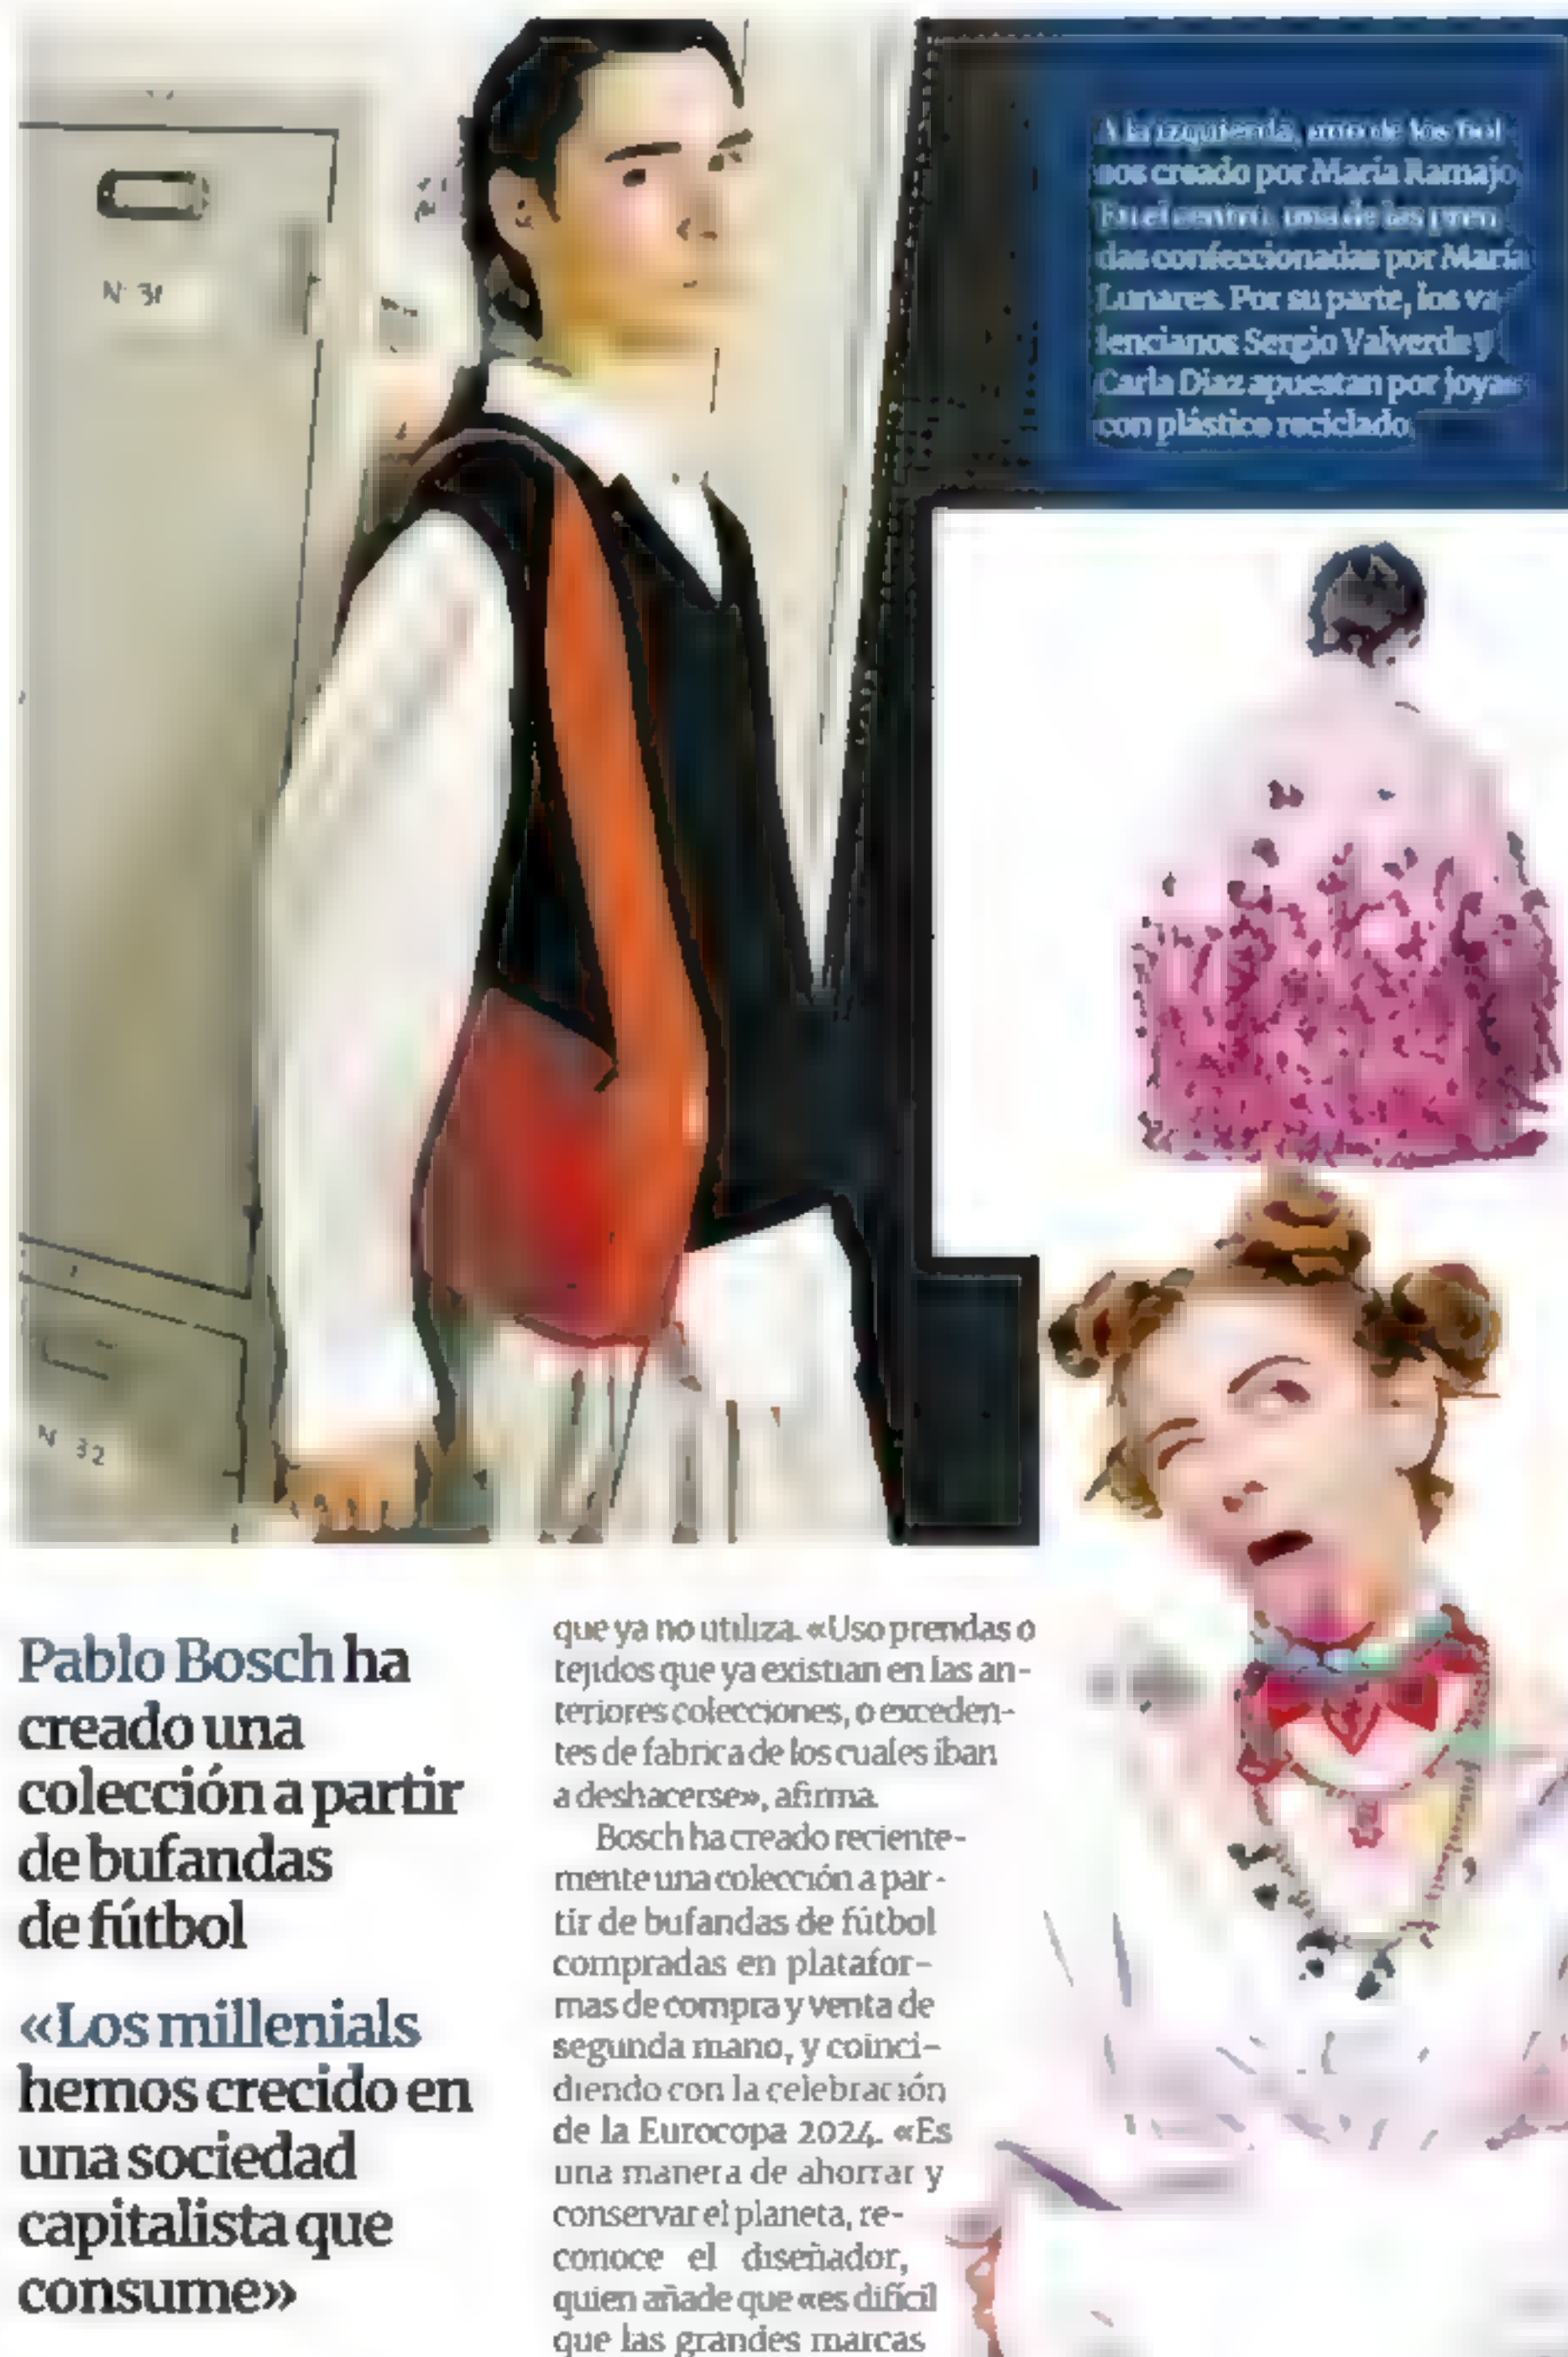 N. 31
N. 32
A la izquierda, uno de los bol
sos creado por María Ramajo
En el centro, una de las pren
das confeccionadas por María
Lunares. Por su parte, los va
lencianos Sergio Valverde y
Carla Díaz apuestan por joyas
con plástico reciclado
Pablo Bosch ha
creado una
colección a partir
de bufandas
de fútbol
«Los millenials
hemos crecido en
una sociedad
capitalista que
consume»
que ya no utiliza. «Uso prendas o
tejidos que ya existían en las an-
teriores colecciones, o exceden-
tes de fábrica de los cuales iban
a deshacerse», afirma.
Bosch ha creado reciente-
mente una colección a par-
tir de bufandas de fútbol
compradas en platafor-
mas de compra y venta de
segunda mano, y coinci-
diendo con la celebración
de la Eurocopa 2024. «Es
una manera de ahorrar y
conservar el planeta, re-
conoce el diseñador,
quien añade que «es difícil
que las grandes marcas